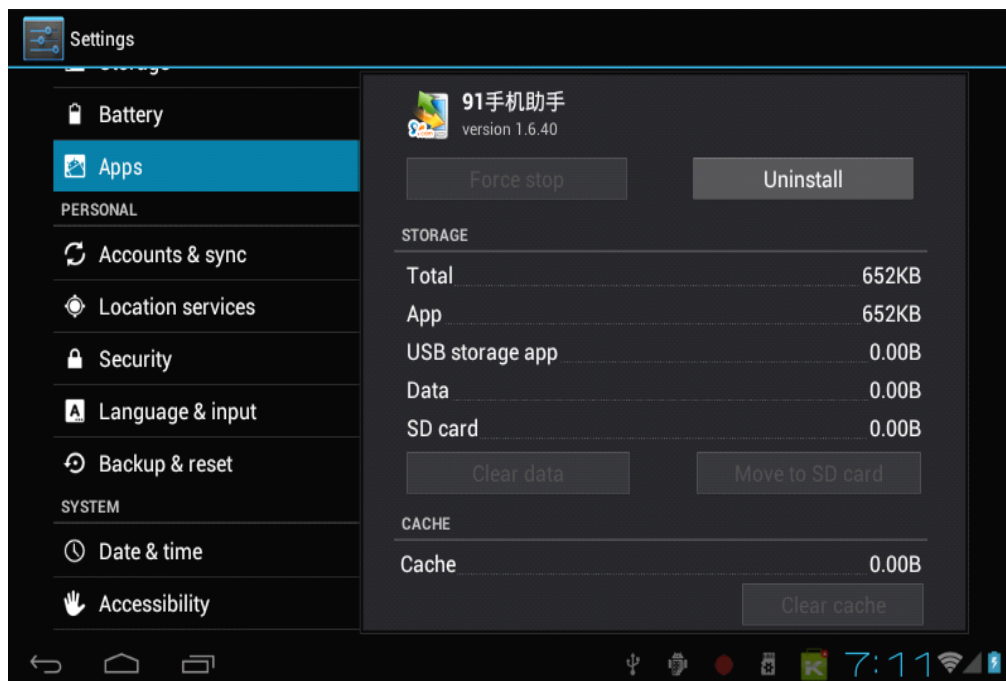 Settings
Battery
Apps
PERSONAL
Accounts & sync
Location services
Security
Language & input
Backup & reset
SYSTEM
Date & time
Accessibility
91手机助手
version 1.6.40
Force stop
Uninstall
STORAGE
Total 652KB
App 652KB
USB storage app 0.00B
Data 0.00B
SD card 0.00B
Clear data
Move to SD card
CACHE
Cache 0.00B
Clear cache
7:11